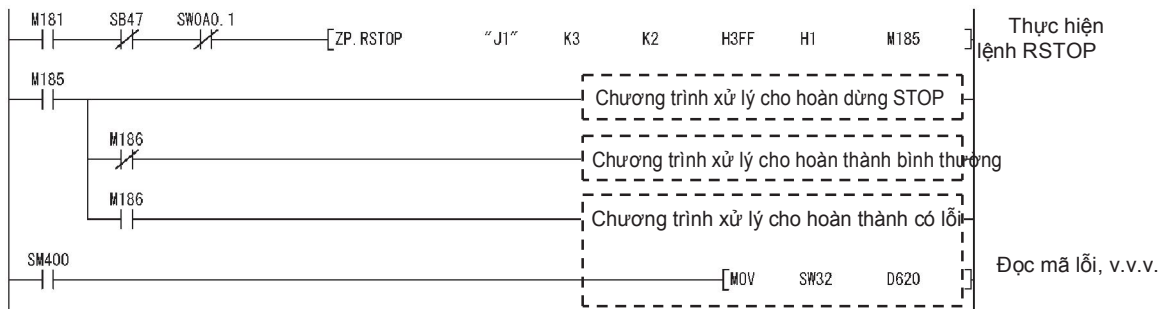 M181 SB47 SW0A0.1
ZP.RSTOP "J1" K3 K2 H3FF H1 M185
Thực hiện
lệnh RSTOP
M185
Chương trình xử lý cho hoàn dừng STOP
M186
Chương trình xử lý cho hoàn thành bình thường
M186
Chương trình xử lý cho hoàn thành có lỗi
SM400
MOV SW32 D620
Đọc mã lỗi, v.v.v.